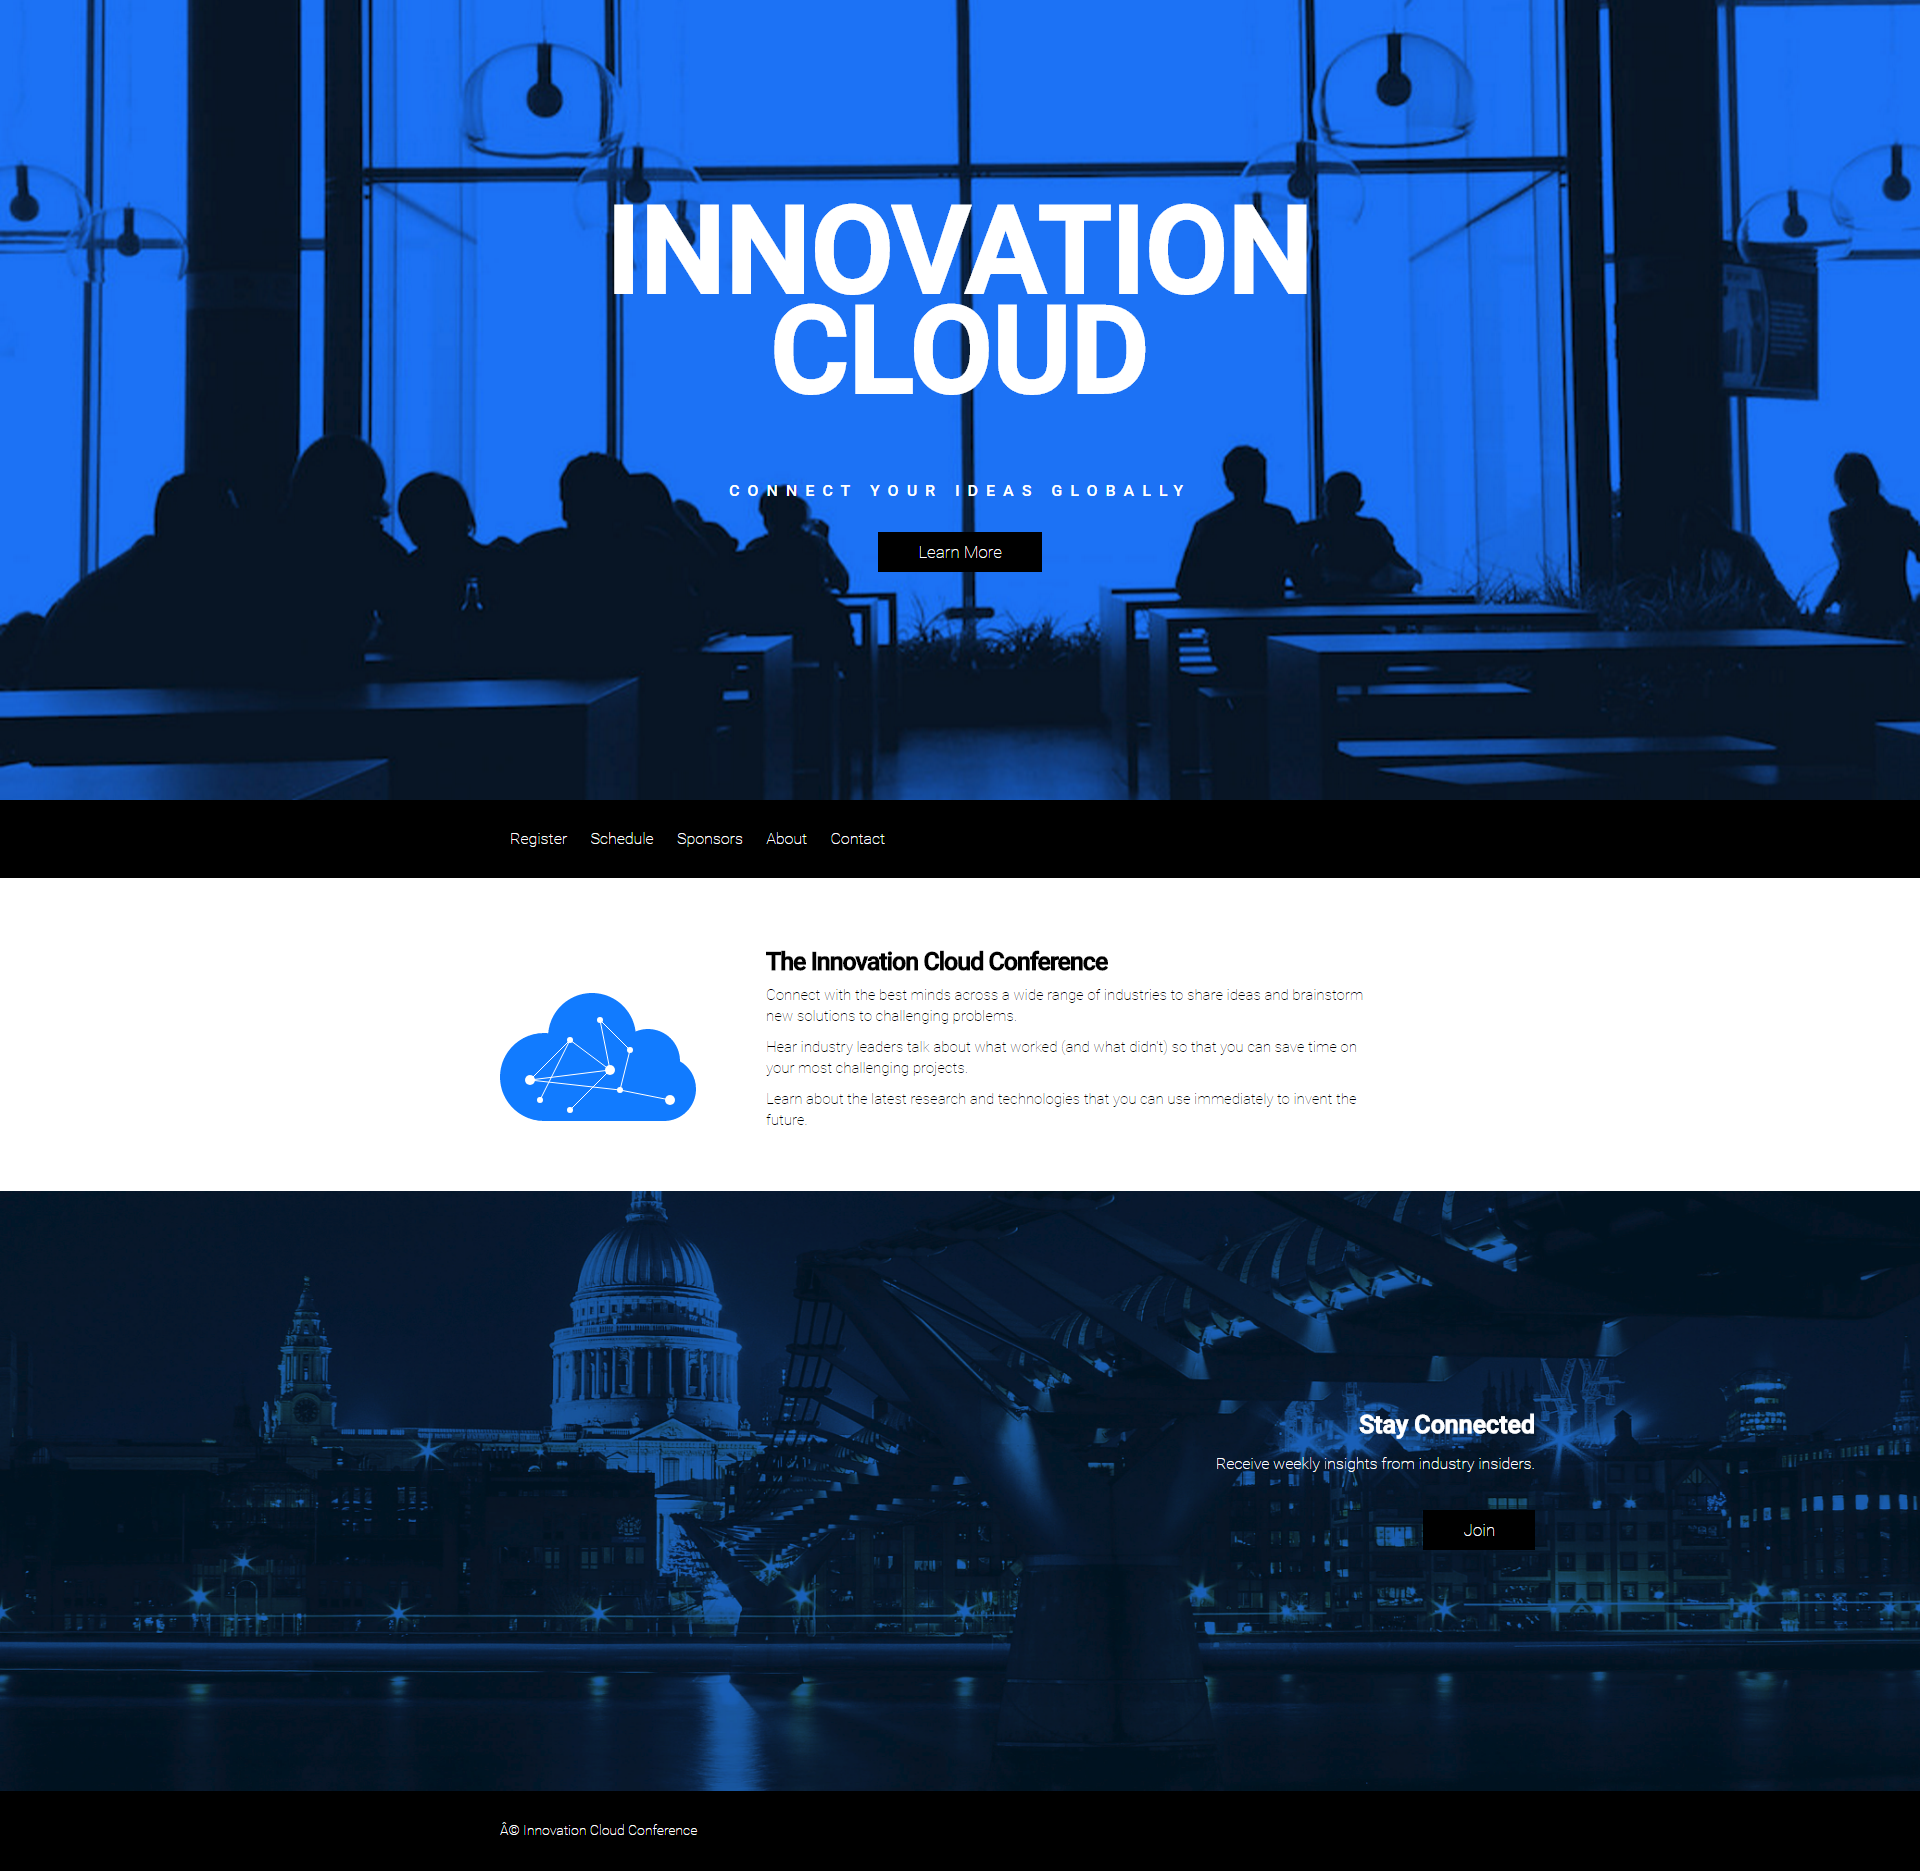 INNOVATION
CLOUD
CONNECT YOUR IDEAS GLOBALLY
Learn More
Register Schedule Sponsors About Contact
The Innovation Cloud Conference
Connect with the best minds across a wide range of industries to share ideas and brainstorm
new solutions to challenging problems.
Hear industry leaders talk about what worked (and what didn't) so that you can save time on
your most challenging projects.
Learn about the latest research and technologies that you can use immediately to invent the
future.
Stay Connected
Receive weekly insights from industry insiders.
Join
Â© Innovation Cloud Conference